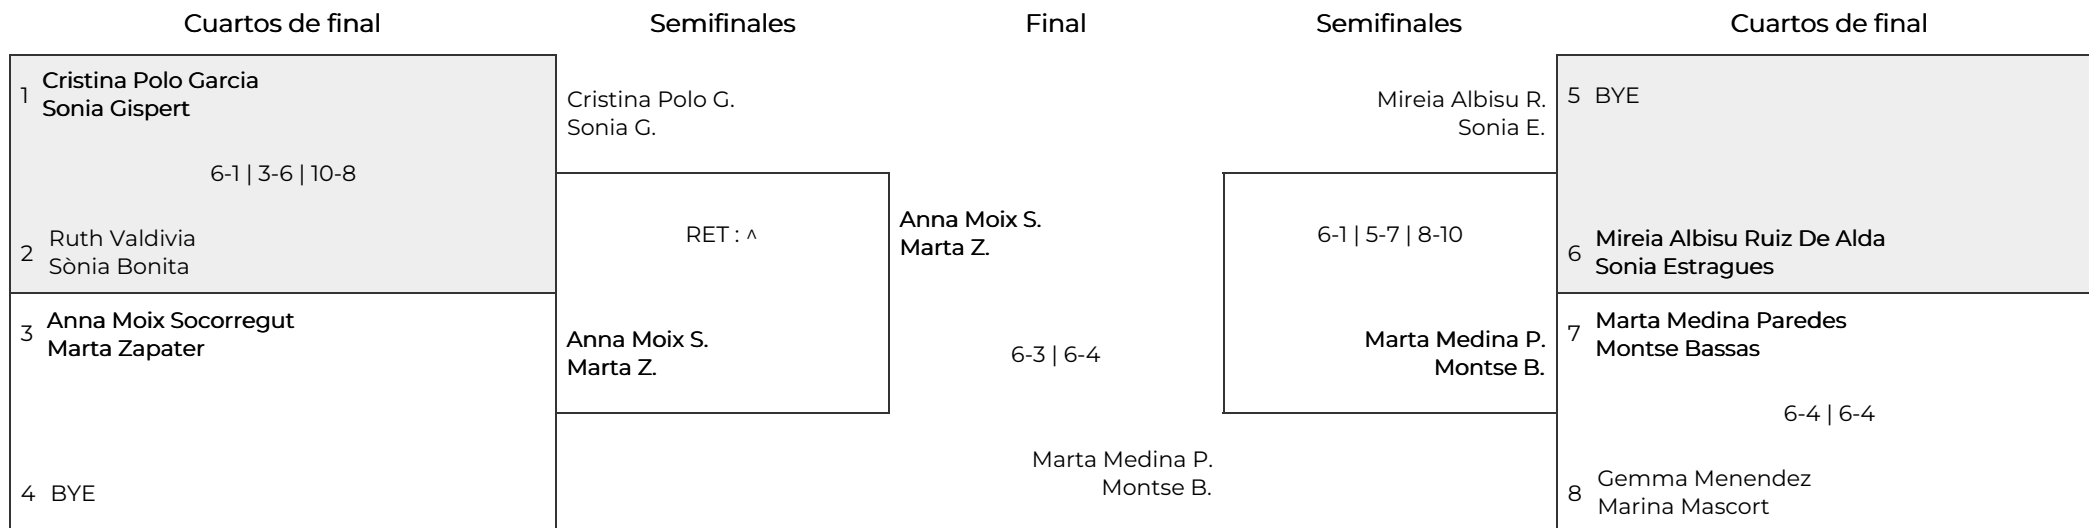 Cuartos de final
Semifinales
Final
Semifinales
Cuartos de final
1
Cristina Polo Garcia
Sonia Gispert
6-1 | 3-6 | 10-8
2
Ruth Valdivia
Sònia Bonita
3
Anna Moix Socorregut
Marta Zapater
4 BYE
Cristina Polo G.
Sonia G.
RET : ^
Anna Moix S.
Marta Z.
Anna Moix S.
Marta Z.
6-3 | 6-4
Marta Medina P.
Montse B.
Mireia Albisu R.
Sonia E.
6-1 | 5-7 | 8-10
Marta Medina P.
Montse B.
5 BYE
6
Mireia Albisu Ruiz De Alda
Sonia Estragues
7
Marta Medina Paredes
Montse Bassas
6-4 | 6-4
8
Gemma Menendez
Marina Mascort